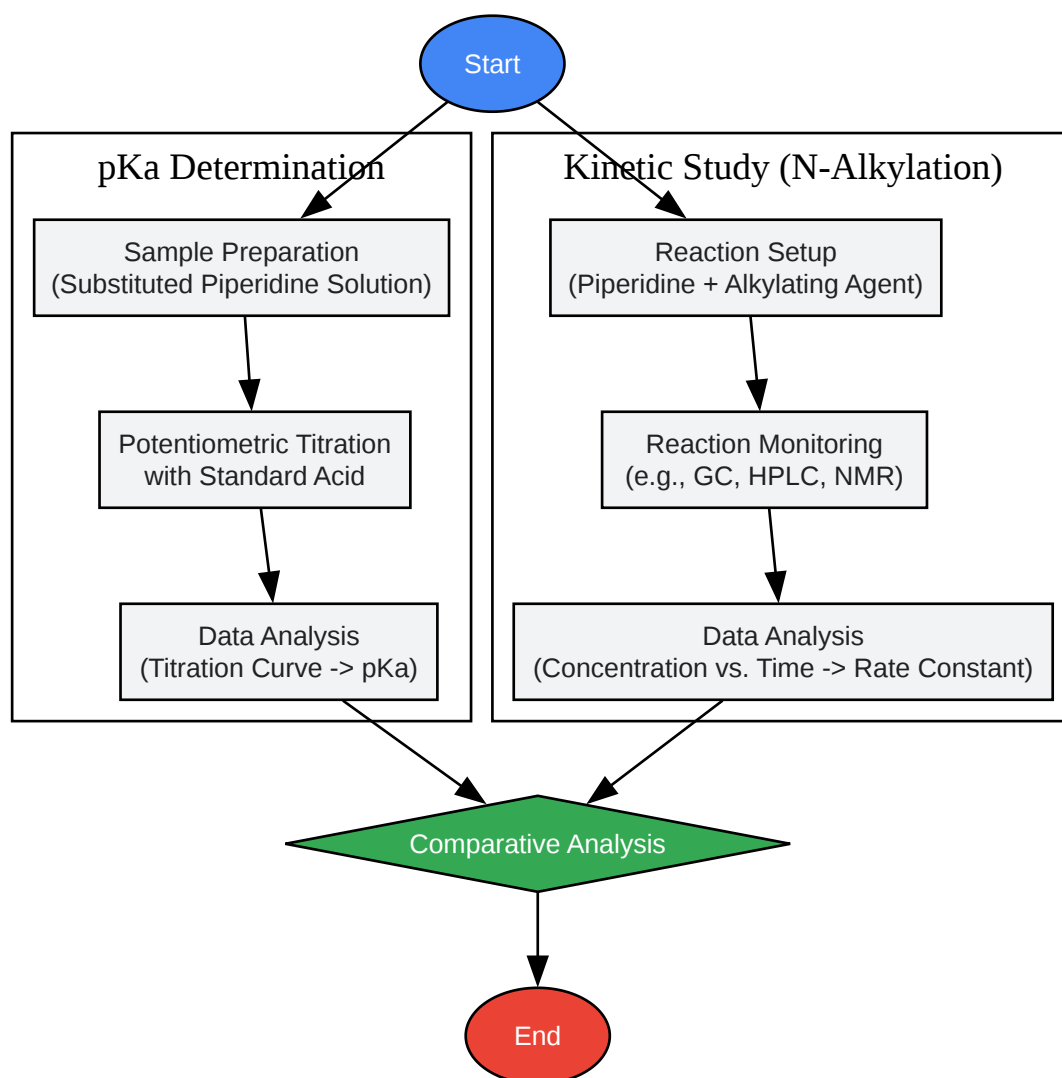 Start
pKa Determination
Sample Preparation
(Substituted Piperidine Solution)
Potentiometric Titration
with Standard Acid
Data Analysis
(Titration Curve -> pKa)
Kinetic Study (N-Alkylation)
Reaction Setup
(Piperidine + Alkylating Agent)
Reaction Monitoring
(e.g., GC, HPLC, NMR)
Data Analysis
(Concentration vs. Time -> Rate Constant)
Comparative Analysis
End